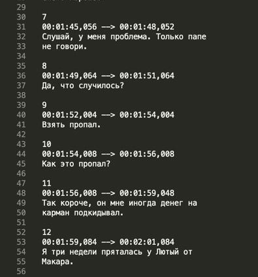 29
30 7
31 00:01:45,056 --> 00:01:48,052
32 Слушай, у меня проблема. Только папе
33 не говори.
34
35 8
36 00:01:49,064 --> 00:01:51,064
37 Да, что случилось?
38
39 9
40 00:01:52,004 --> 00:01:54,004
41 Взять пропал.
42
43 10
44 00:01:54,008 --> 00:01:56,008
45 Как это пропал?
46
47 11
48 00:01:56,008 --> 00:01:59,048
49 Так короче, он мне иногда денег на
50 карман подкидывал.
51
52 12
53 00:01:59,084 --> 00:02:01,084
54 Я три недели пряталась у Лютый от
55 Макара.
56